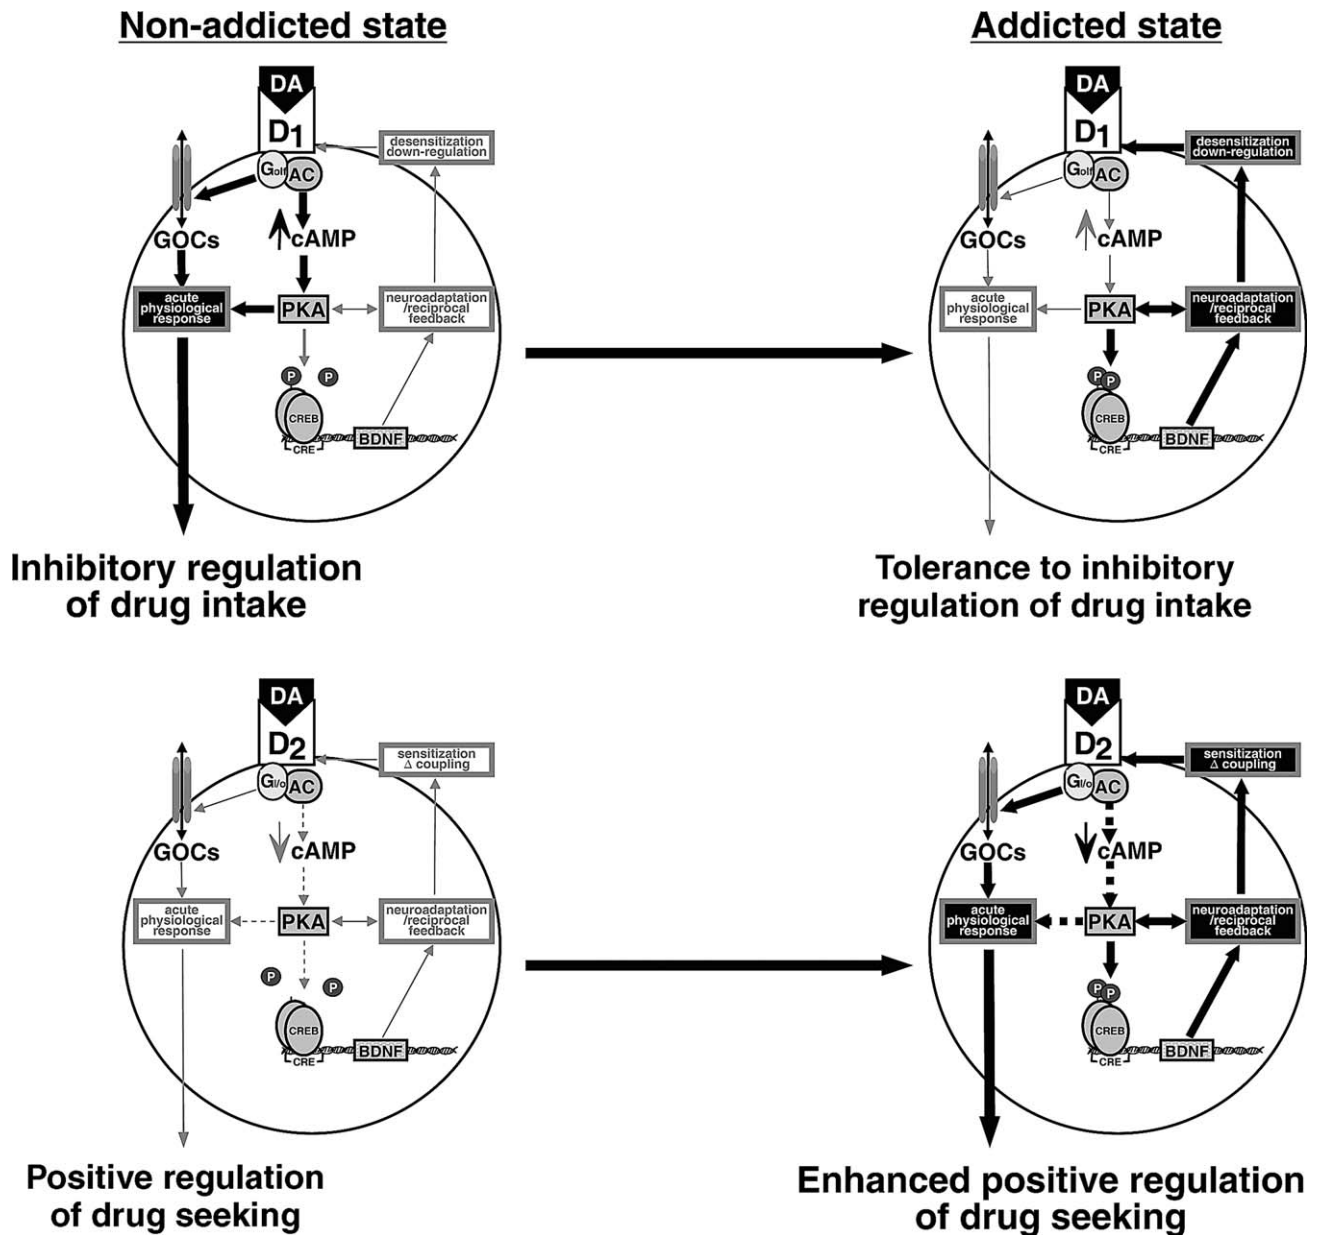 Non-addicted state
Addicted state
DA
D1
desensitization
down-regulation
Golf
AC
GOCs
cAMP
acute
physiological
response
PKA
neuroadaptation
/reciprocal
feedback
P
P
CREB
CRE
BDNF
Inhibitory regulation
of drug intake
DA
D1
desensitization
down-regulation
Golf
AC
GOCs
cAMP
acute
physiological
response
PKA
neuroadaptation
/reciprocal
feedback
P
P
CREB
CRE
BDNF
Tolerance to inhibitory
regulation of drug intake
DA
D2
sensitization
Δ coupling
Gi/o
AC
GOCs
cAMP
acute
physiological
response
PKA
neuroadaptation
/reciprocal
feedback
P
P
CREB
CRE
BDNF
Positive regulation
of drug seeking
DA
D2
sensitization
Δ coupling
Gi/o
AC
GOCs
cAMP
acute
physiological
response
PKA
neuroadaptation
/reciprocal
feedback
P
P
CREB
CRE
BDNF
Enhanced positive regulation
of drug seeking